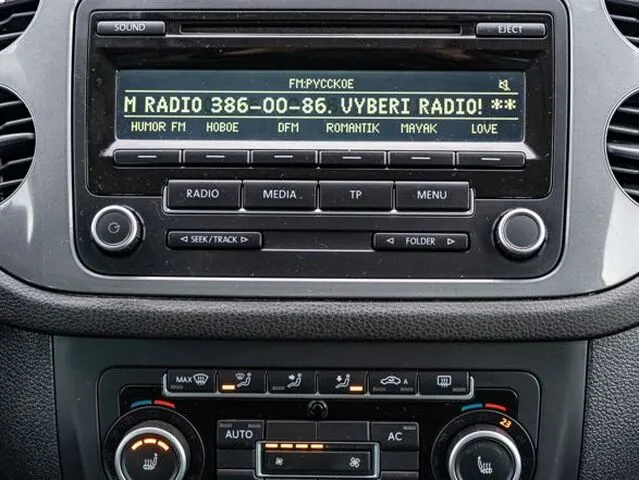 SOUND EJECT
FM:РУССКОЕ
M RADIO 386-00-86. VYBERI RADIO! **
HUMOR FM НОВОЕ DFM ROMANTIK MAYAK LOVE
RADIO MEDIA TP MENU
SEEK/TRACK FOLDER
MAX A
AUTO AC 23